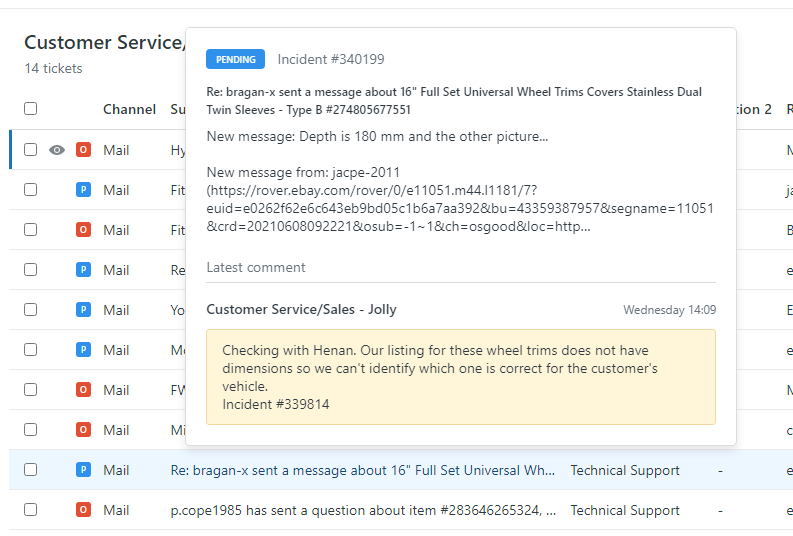 Customer Service/
14 tickets
PENDING Incident #340199
Re: bragan-x sent a message about 16" Full Set Universal Wheel Trims Covers Stainless Dual
Twin Sleeves - Type B #274805677551
New message: Depth is 180 mm and the other picture...
New message from: jacpe-2011
(https://rover.ebay.com/rover/0/e11051.m44.l1181/7?
euid=e0262f62e6c643eb9bd05c1b6a7aa392&bu=43359387957&segname=11051
&crd=20210608092221&osub=-1~1&ch=osgood&loc=http...
Latest comment
Customer Service/Sales - Jolly Wednesday 14:09
Checking with Henan. Our listing for these wheel trims does not have
dimensions so we can't identify which one is correct for the customer's
vehicle.
Incident #339814
Channel Su tion 2 R
O Mail Hy
P Mail Fit ja
O Mail Fit B
P Mail Re e
P Mail Yo E
P Mail Mo e
O Mail FW
O Mail Mi c
P Mail Re: bragan-x sent a message about 16" Full Set Universal Wh... Technical Support - e
O Mail p.cope1985 has sent a question about item #283646265324, ... Technical Support - e